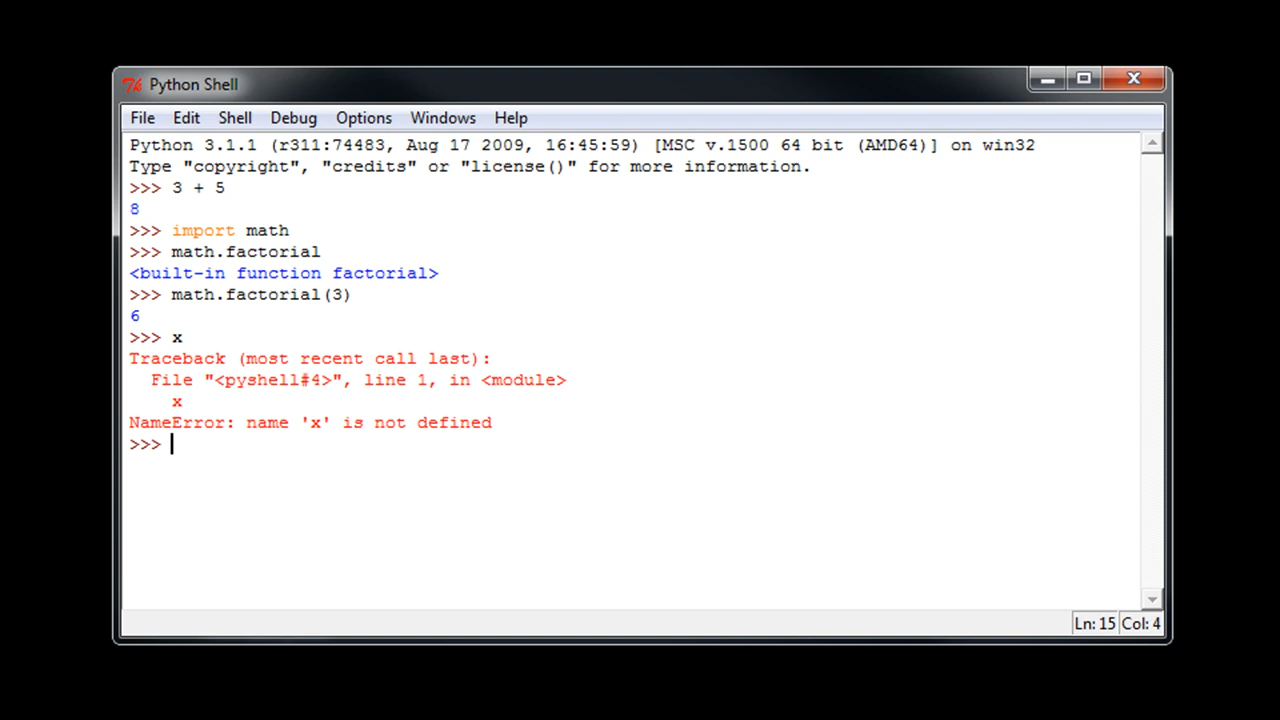 Python Shell
File Edit Shell Debug Options Windows Help
Python 3.1.1 (r311:74483, Aug 17 2009, 16:45:59) [MSC v.1500 64 bit (AMD64)] on win32
Type "copyright", "credits" or "license()" for more information.
>>> 3 + 5
8
>>> import math
>>> math.factorial
<built-in function factorial>
>>> math.factorial(3)
6
>>> x
Traceback (most recent call last):
  File "<pyshell#4>", line 1, in <module>
    x
NameError: name 'x' is not defined
>>>
Ln: 15 Col: 4